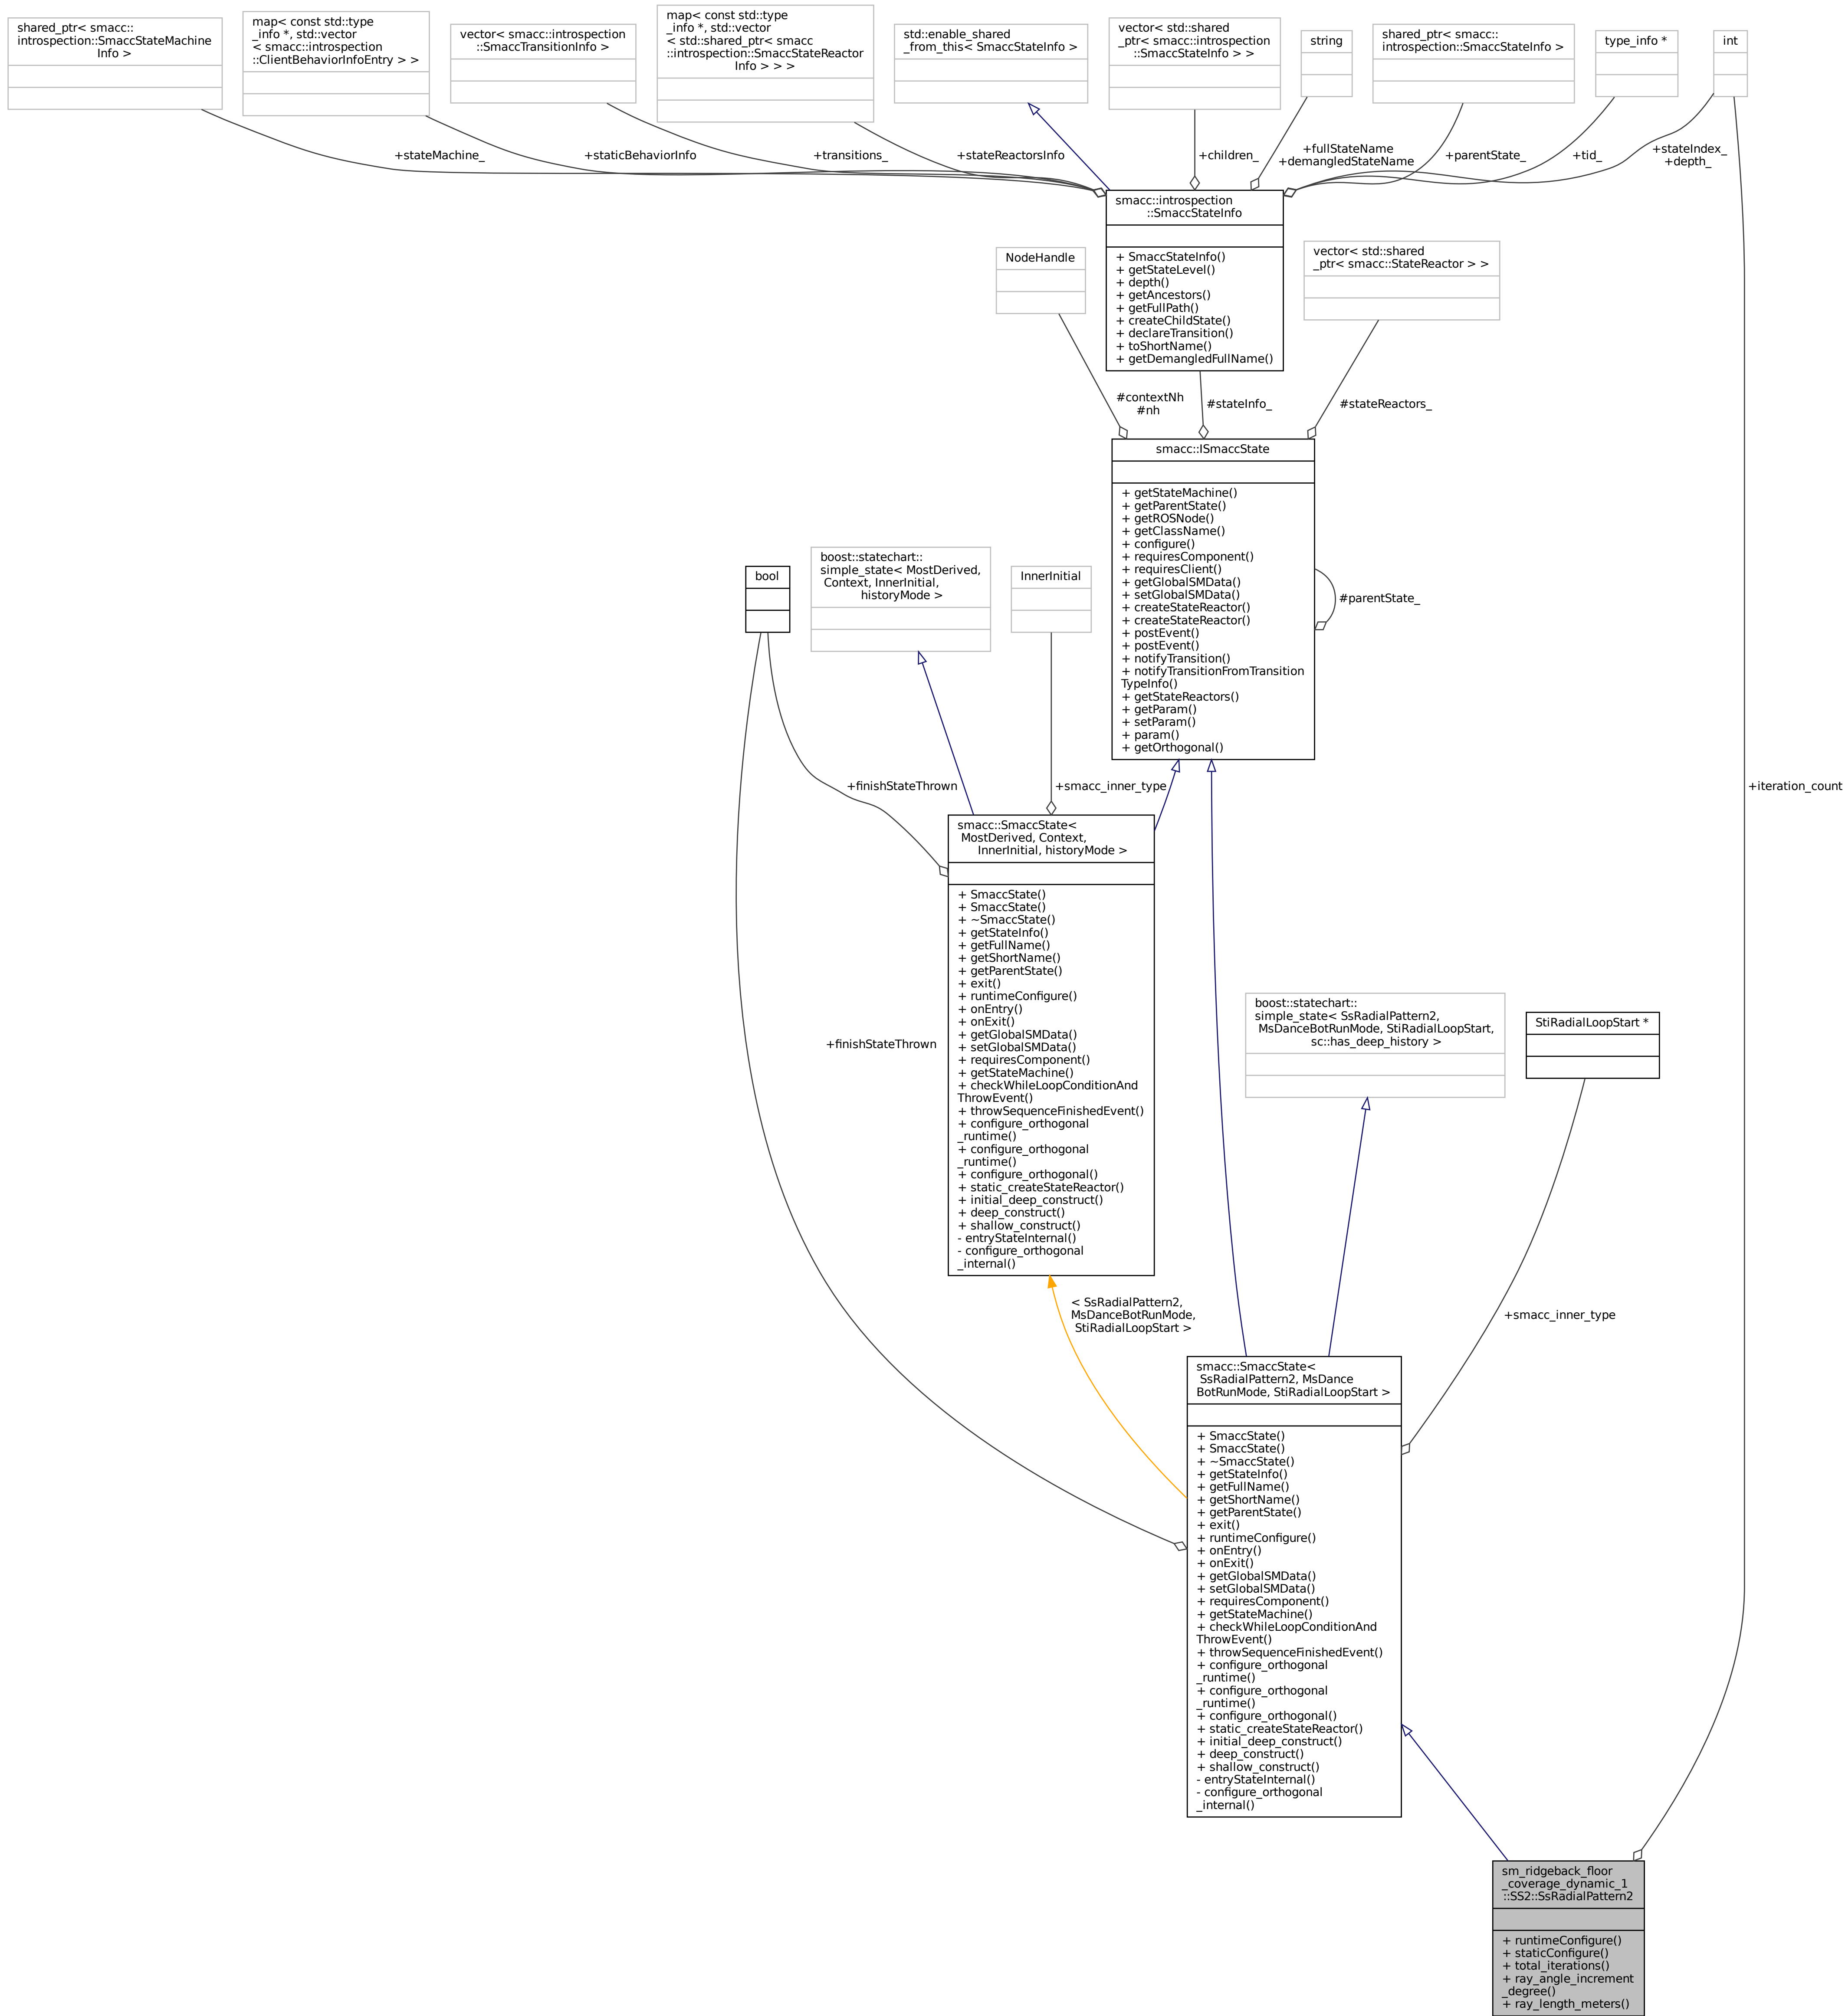 shared_ptr< smacc::
introspection::SmaccStateMachine
Info >
map< const std::type
_info *, std::vector
< smacc::introspection
::ClientBehaviorInfoEntry > >
vector< smacc::introspection
::SmaccTransitionInfo >
map< const std::type
_info *, std::vector
< std::shared_ptr< smacc
::introspection::SmaccStateReactor
Info > > >
std::enable_shared
_from_this< SmaccStateInfo >
vector< std::shared
_ptr< smacc::introspection
::SmaccStateInfo > >
string
shared_ptr< smacc::
introspection::SmaccStateInfo >
type_info *
int
+stateMachine_
+staticBehaviorInfo
+transitions_
+stateReactorsInfo
+children_
+fullStateName
+demangledStateName
+parentState_
+tid_
+stateIndex_
+depth_
smacc::introspection
::SmaccStateInfo
+ SmaccStateInfo()
+ getStateLevel()
+ depth()
+ getAncestors()
+ getFullPath()
+ createChildState()
+ declareTransition()
+ toShortName()
+ getDemangledFullName()
NodeHandle
vector< std::shared
_ptr< smacc::StateReactor > >
#contextNh
#nh
#stateInfo_
#stateReactors_
smacc::ISmaccState
+ getStateMachine()
+ getParentState()
+ getROSNode()
+ getClassName()
+ configure()
+ requiresComponent()
+ requiresClient()
+ getGlobalSMData()
+ setGlobalSMData()
+ createStateReactor()
+ createStateReactor()
+ postEvent()
+ postEvent()
+ notifyTransition()
+ notifyTransitionFromTransition
TypeInfo()
+ getStateReactors()
+ getParam()
+ setParam()
+ param()
+ getOrthogonal()
#parentState_
bool
boost::statechart::
simple_state< MostDerived,
Context, InnerInitial,
historyMode >
InnerInitial
+finishStateThrown
+smacc_inner_type
+iteration_count
smacc::SmaccState<
MostDerived, Context,
InnerInitial, historyMode >
+ SmaccState()
+ SmaccState()
+ ~SmaccState()
+ getStateInfo()
+ getFullName()
+ getShortName()
+ getParentState()
+ exit()
+ runtimeConfigure()
+ onEntry()
+ onExit()
+ getGlobalSMData()
+ setGlobalSMData()
+ requiresComponent()
+ getStateMachine()
+ checkWhileLoopConditionAnd
ThrowEvent()
+ throwSequenceFinishedEvent()
+ configure_orthogonal
_runtime()
+ configure_orthogonal
_runtime()
+ configure_orthogonal()
+ static_createStateReactor()
+ initial_deep_construct()
+ deep_construct()
+ shallow_construct()
- entryStateInternal()
- configure_orthogonal
_internal()
+finishStateThrown
boost::statechart::
simple_state< SsRadialPattern2,
MsDanceBotRunMode, StiRadialLoopStart,
sc::has_deep_history >
StiRadialLoopStart *
< SsRadialPattern2,
MsDanceBotRunMode,
StiRadialLoopStart >
+smacc_inner_type
smacc::SmaccState<
SsRadialPattern2, MsDance
BotRunMode, StiRadialLoopStart >
+ SmaccState()
+ SmaccState()
+ ~SmaccState()
+ getStateInfo()
+ getFullName()
+ getShortName()
+ getParentState()
+ exit()
+ runtimeConfigure()
+ onEntry()
+ onExit()
+ getGlobalSMData()
+ setGlobalSMData()
+ requiresComponent()
+ getStateMachine()
+ checkWhileLoopConditionAnd
ThrowEvent()
+ throwSequenceFinishedEvent()
+ configure_orthogonal
_runtime()
+ configure_orthogonal
_runtime()
+ configure_orthogonal()
+ static_createStateReactor()
+ initial_deep_construct()
+ deep_construct()
+ shallow_construct()
- entryStateInternal()
- configure_orthogonal
_internal()
sm_ridgeback_floor
_coverage_dynamic_1
::SS2::SsRadialPattern2
+ runtimeConfigure()
+ staticConfigure()
+ total_iterations()
+ ray_angle_increment
_degree()
+ ray_length_meters()